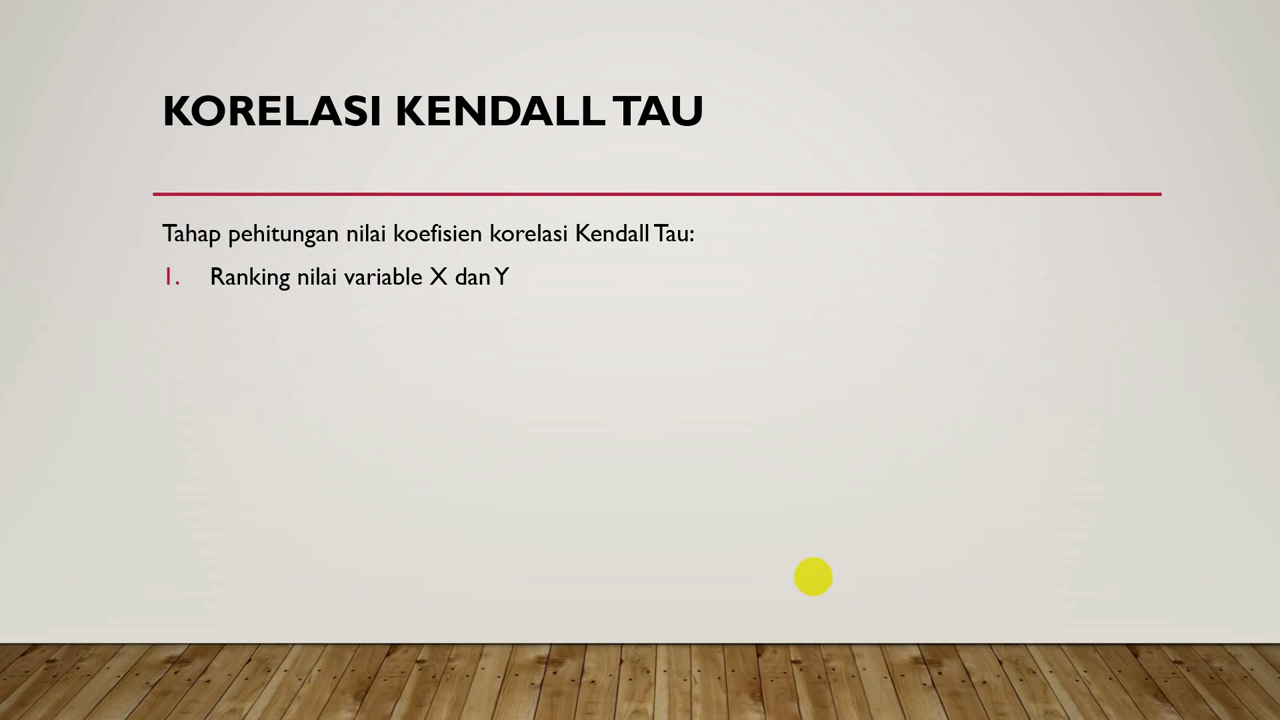 KORELASI KENDALL TAU
Tahap pehitungan nilai koefisien korelasi Kendall Tau:
1. Ranking nilai variable X dan Y